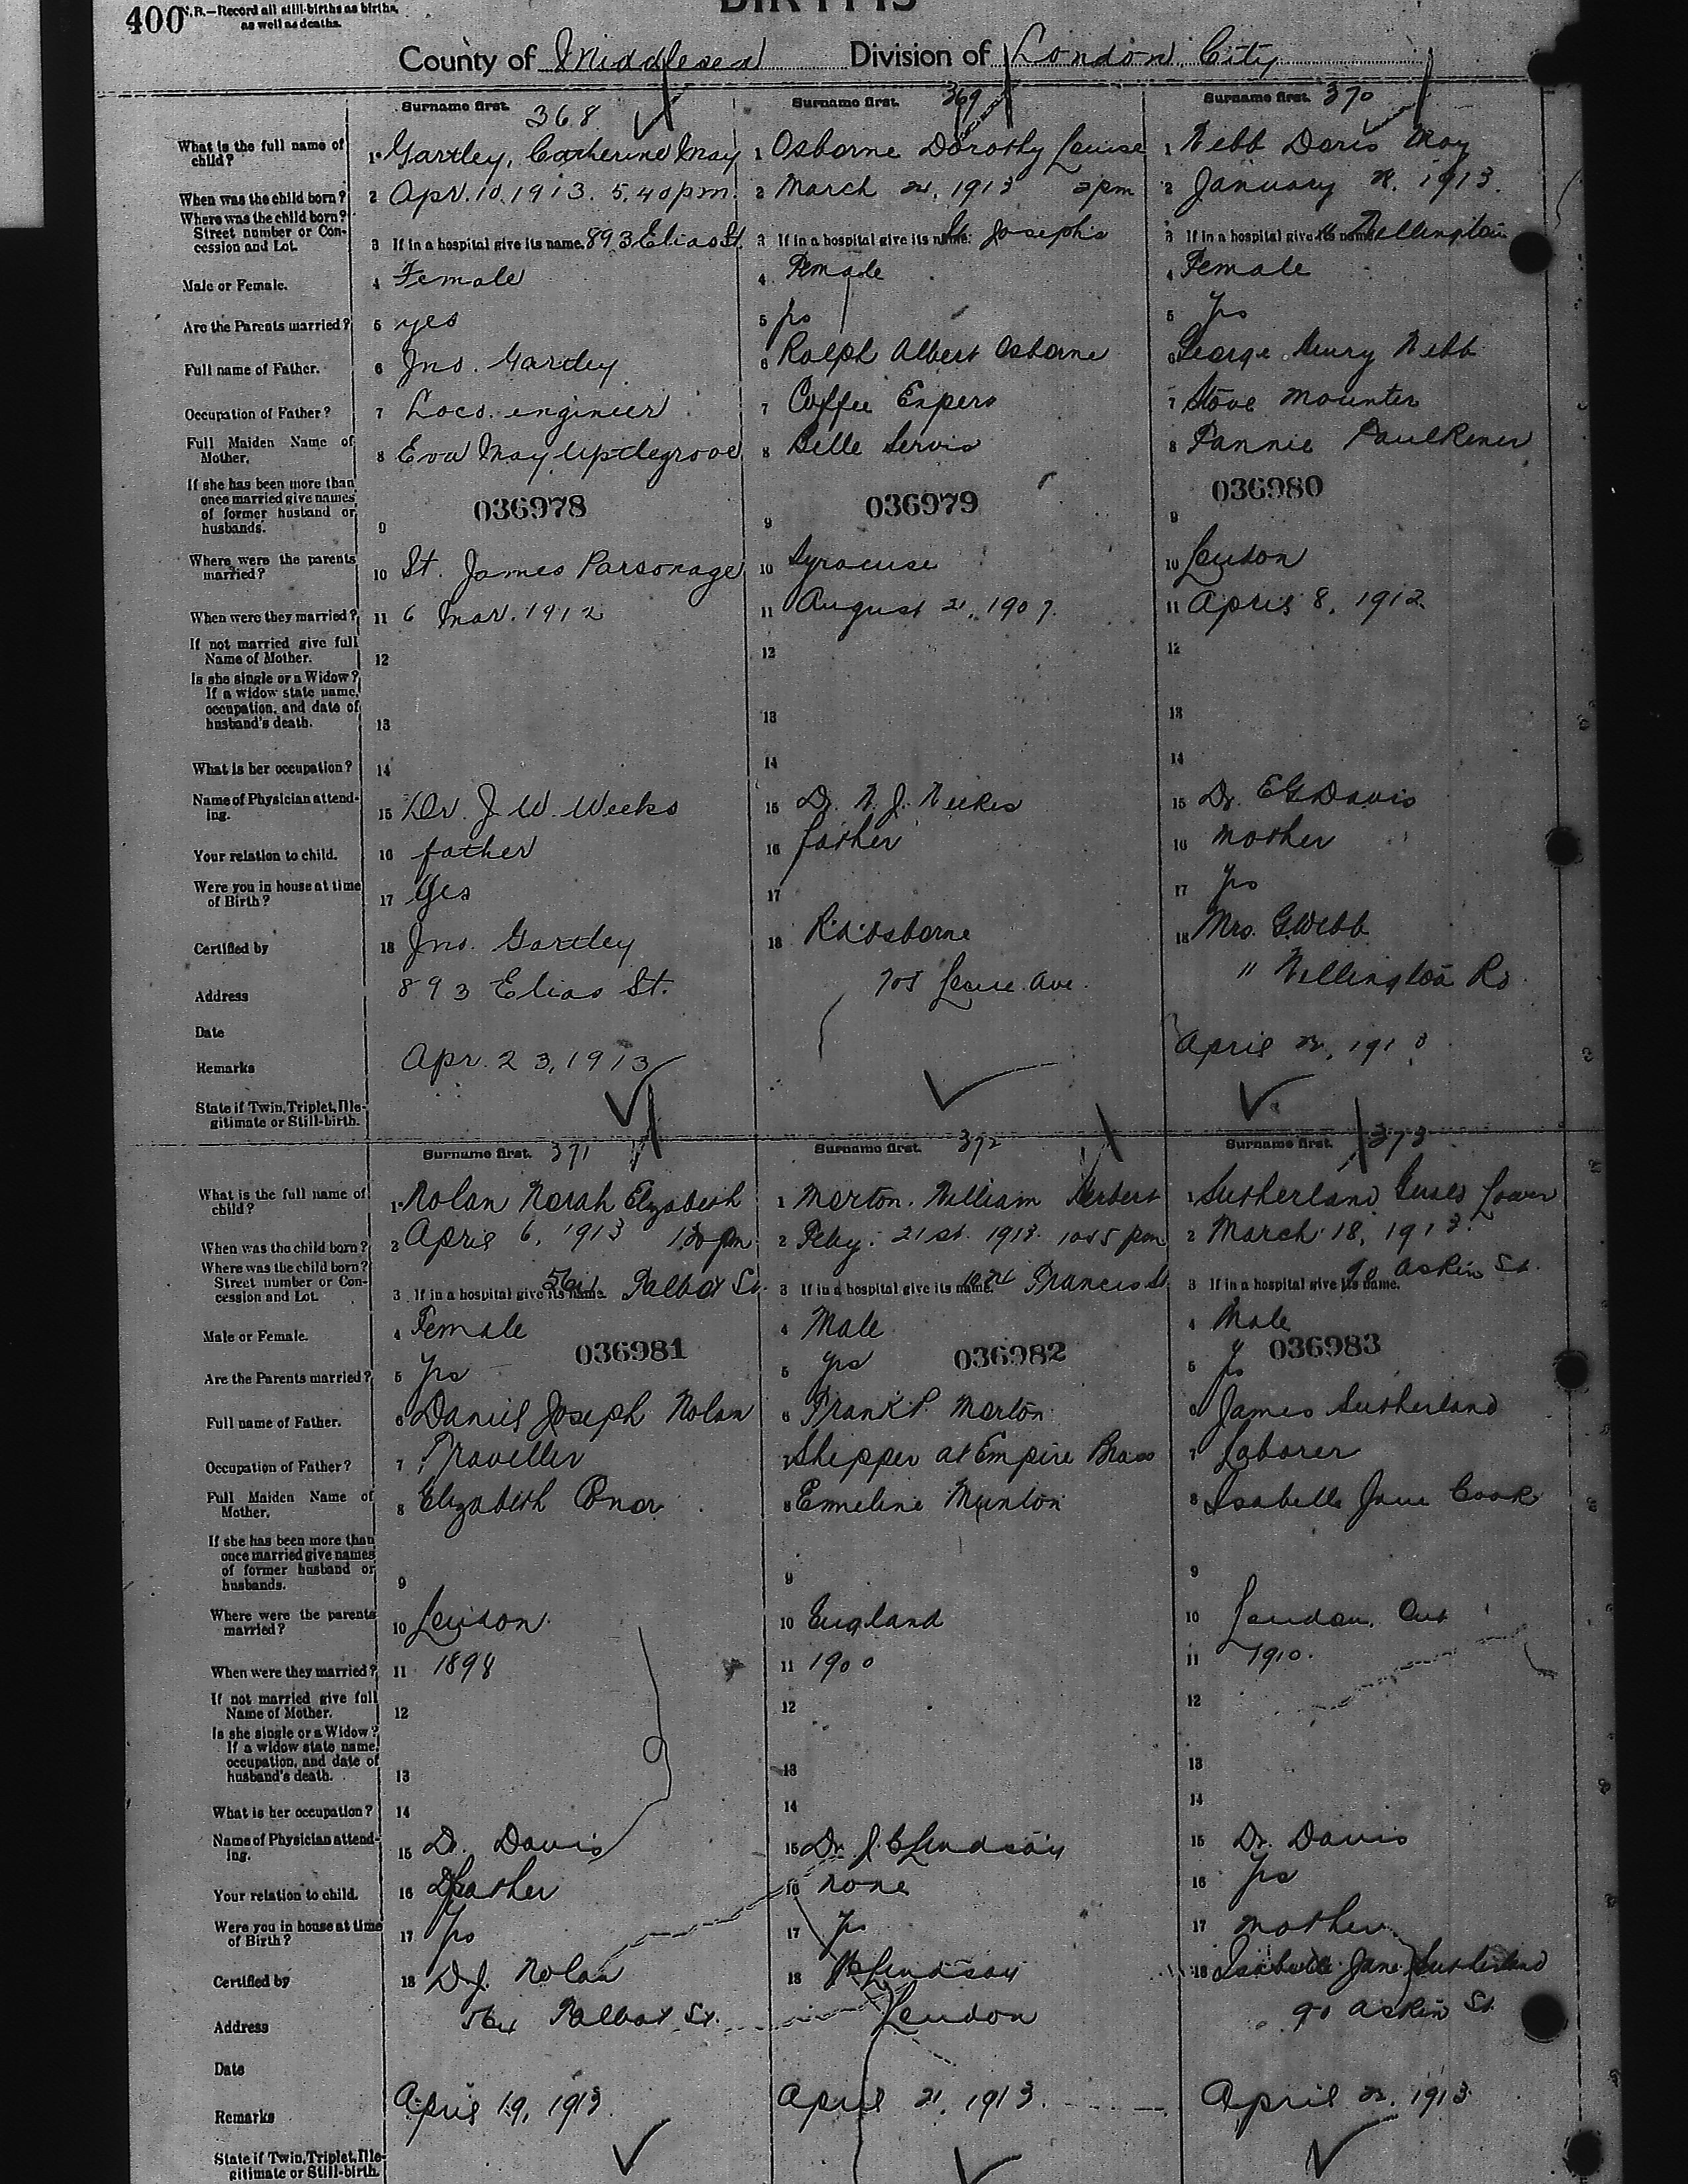 400
N.B.—Record all still-births as births,
as well as deaths.
BIRTHS
County of Middlesex Division of London City
Surname first. 368
Surname first. 369
Surname first. 370
What is the full name of child?
1 Gartley, Catherine May
1 Osborne Dorothy Louise
1 Webb Doris May
When was the child born?
2 Apr. 10. 1913. 5.40 pm.
2 March 21, 1913 2 pm
2 January 1913.
Where was the child born? Street number or Concession and Lot.
3 If in a hospital give its name. 893 Elias St.
3 If in a hospital give its name. St Joseph's
3 If in a hospital give its name. Wellington
Male or Female.
4 Female
4 Female
4 Female
Are the Parents married?
5 yes
5 yes
5 yes
Full name of Father.
6 Jno. Gartley
6 Ralph Albert Osborne
6 George Henry Webb
Occupation of Father?
7 Loco. engineer
7 Coffee Expert
7 Stove Mounter
Full Maiden Name of Mother.
8 Eva May Uptegrove
8 Belle Servis
8 Fannie Faulkener
If she has been more than once married give names of former husband or husbands.
9 036978
9 036979
9 036980
Where were the parents married?
10 St. James Parsonage
10 Syracuse
10 London
When were they married?
11 6 Mar. 1912
11 August 21, 1907.
11 April 8, 1912
If not married give full Name of Mother.
12
12
12
Is she single or a Widow? If a widow state name, occupation, and date of husband's death.
13
13
13
What is her occupation?
14
14
14
Name of Physician attending.
15 Dr. J. W. Weeks
15 Dr. W. J. Weekes
15 Dr. E G Davis
Your relation to child.
16 father
16 father
16 mother
Were you in house at time of Birth?
17 Yes
17
17 Yes
Certified by
18 Jno. Gartley
18 R. A. Osborne
18 Mrs. G Webb
Address
893 Elias St.
Ave.
11 Wellington Rd
Date
Apr. 23, 1913
April 22, 1913
Remarks
State if Twin, Triplet, Illegitimate or Still-birth.
Surname first. 371
Surname first. 372
Surname first. 373
What is the full name of child?
1 Nolan Norah Elizabeth
1 Morton. William Herbert
1 Sutherland
When was the child born?
2 April 6, 1913
2 Feby. 21st. 1913. 10 45 pm
2 March 18, 1913.
Where was the child born? Street number or Concession and Lot.
3 If in a hospital give its name. 564 Talbot St.
3 If in a hospital give its name. 1024 Francis St
3 If in a hospital give its name. 90 Askin St.
Male or Female.
4 Female
4 Male
4 Male
036981
036982
036983
Are the Parents married?
5 Yes
5 yes
5 Yes
Full name of Father.
6 Daniel Joseph Nolan
6 Frank P. Morton
6 James Sutherland
Occupation of Father?
7 Traveller
7 Shipper at Empire Brass
7 Laborer
Full Maiden Name of Mother.
8 Elizabeth Conor
8 Emmeline Munton
8 Isabelle Jane Cook
If she has been more than once married give names of former husband or husbands.
9
9
9
Where were the parents married?
10 London
10 England
10 London, Ont
When were they married?
11 1898
11 1900
11 1910.
If not married give full Name of Mother.
12
12
12
Is she single or a Widow? If a widow state name, occupation, and date of husband's death.
13
13
13
What is her occupation?
14
14
14
Name of Physician attending.
15 Dr. Davis
15 Dr. J. B Lindsay
15 Dr. Davis
Your relation to child.
16 Father
16 none
16 Yes
Were you in house at time of Birth?
17 Yes
17 Yes
17 mother
Certified by
18 D. J. Nolan
18 JB Lindsay
18 Isabelle Jane Sutherland
Address
564 Talbot St.
London
90 Askin St.
Date
April 19, 1913
April 21, 1913.
April 22, 1913
Remarks
State if Twin, Triplet, Illegitimate or Still-birth.